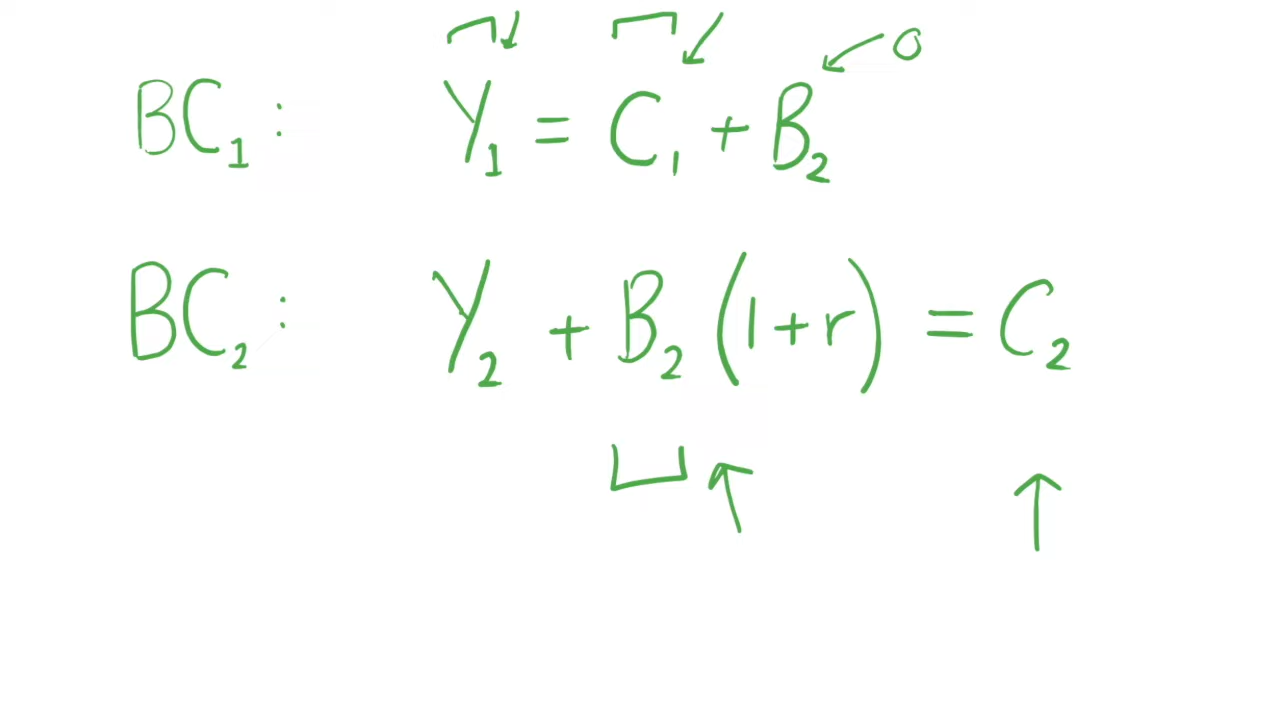 0
BC₁: Y₁ = C₁ + B₂
BC₂: Y₂ + B₂(1+r) = C₂